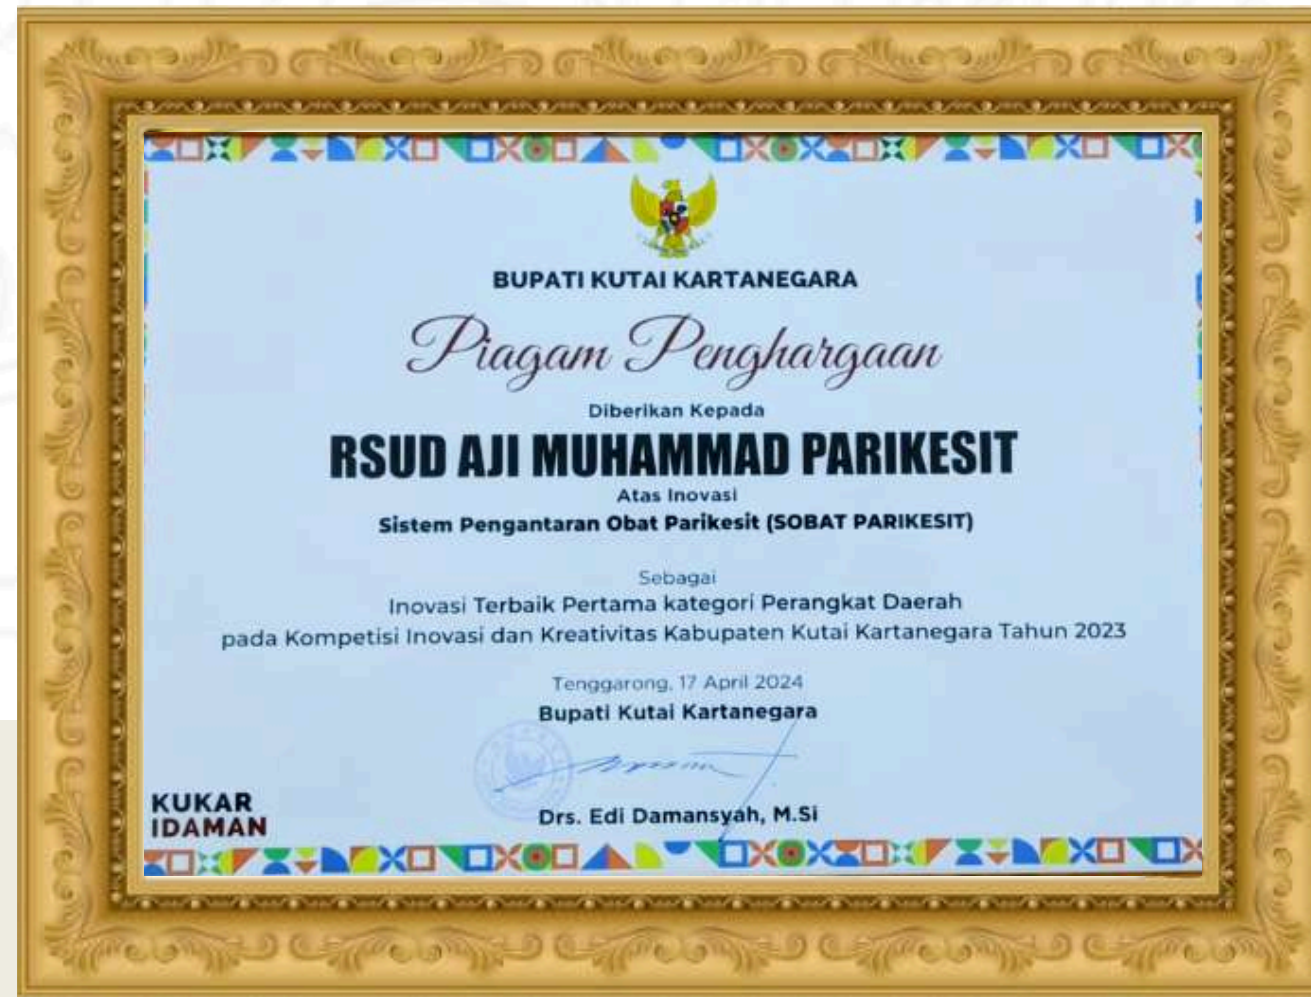 BUPATI KUTAI KARTANEGARA
Piagam Penghargaan
Diberikan Kepada
RSUD AJI MUHAMMAD PARIKESIT
Atas Inovasi
Sistem Pengantaran Obat Parikesit (SOBAT PARIKESIT)
Sebagai
Inovasi Terbaik Pertama kategori Perangkat Daerah
pada Kompetisi Inovasi dan Kreativitas Kabupaten Kutai Kartanegara Tahun 2023
Tenggarong, 17 April 2024
Bupati Kutai Kartanegara
Drs. Edi Damansyah, M.Si
KUKAR
IDAMAN